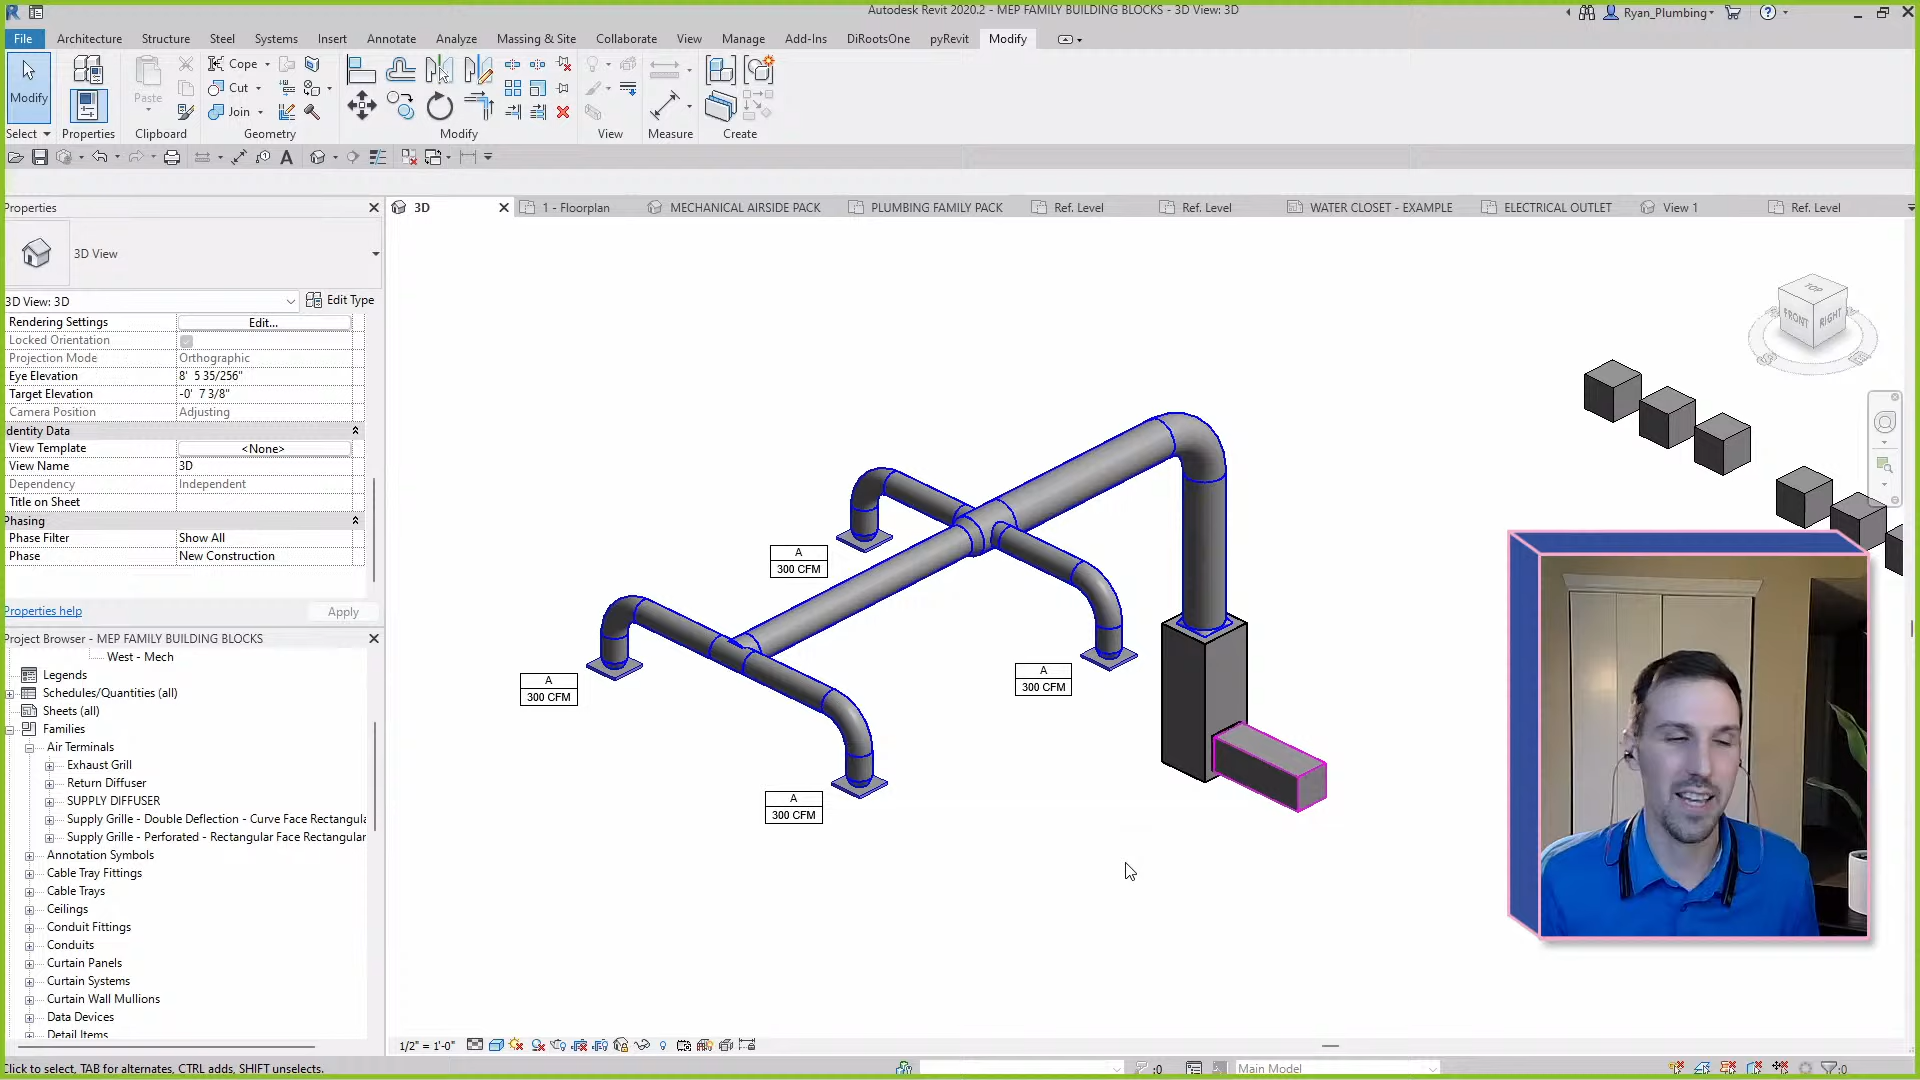 Autodesk Revit 2020.2 - MEP FAMILY BUILDING BLOCKS - 3D View: 3D
Ryan_Plumbing
File Architecture Structure Steel Systems Insert Annotate Analyze Massing & Site Collaborate View Manage Add-Ins DiRootsOne pyRevit Modify
Modify
Paste
Cope
Cut
Join
Select Properties Clipboard Geometry Modify View Measure Create
Properties
3D
1 - Floorplan
MECHANICAL AIRSIDE PACK
PLUMBING FAMILY PACK
Ref. Level
Ref. Level
WATER CLOSET - EXAMPLE
ELECTRICAL OUTLET
View 1
Ref. Level
3D View
3D View: 3D
Edit Type
Rendering Settings Edit...
Locked Orientation
Projection Mode Orthographic
Eye Elevation 8' 5 35/256"
Target Elevation -0' 7 3/8"
Camera Position Adjusting
dentity Data
View Template <None>
View Name 3D
Dependency Independent
Title on Sheet
Phasing
Phase Filter Show All
Phase New Construction
Properties help
Apply
Project Browser - MEP FAMILY BUILDING BLOCKS
West - Mech
Legends
Schedules/Quantities (all)
Sheets (all)
Families
Air Terminals
Exhaust Grill
Return Diffuser
SUPPLY DIFFUSER
Supply Grille - Double Deflection - Curve Face Rectangula
Supply Grille - Perforated - Rectangular Face Rectangular
Annotation Symbols
Cable Tray Fittings
Cable Trays
Ceilings
Conduit Fittings
Conduits
Curtain Panels
Curtain Systems
Curtain Wall Mullions
Data Devices
Detail Items
A
300 CFM
A
300 CFM
A
300 CFM
A
300 CFM
TOP
FRONT
RIGHT
1/2" = 1'-0"
Click to select, TAB for alternates, CTRL adds, SHIFT unselects.
:0
Main Model
:0